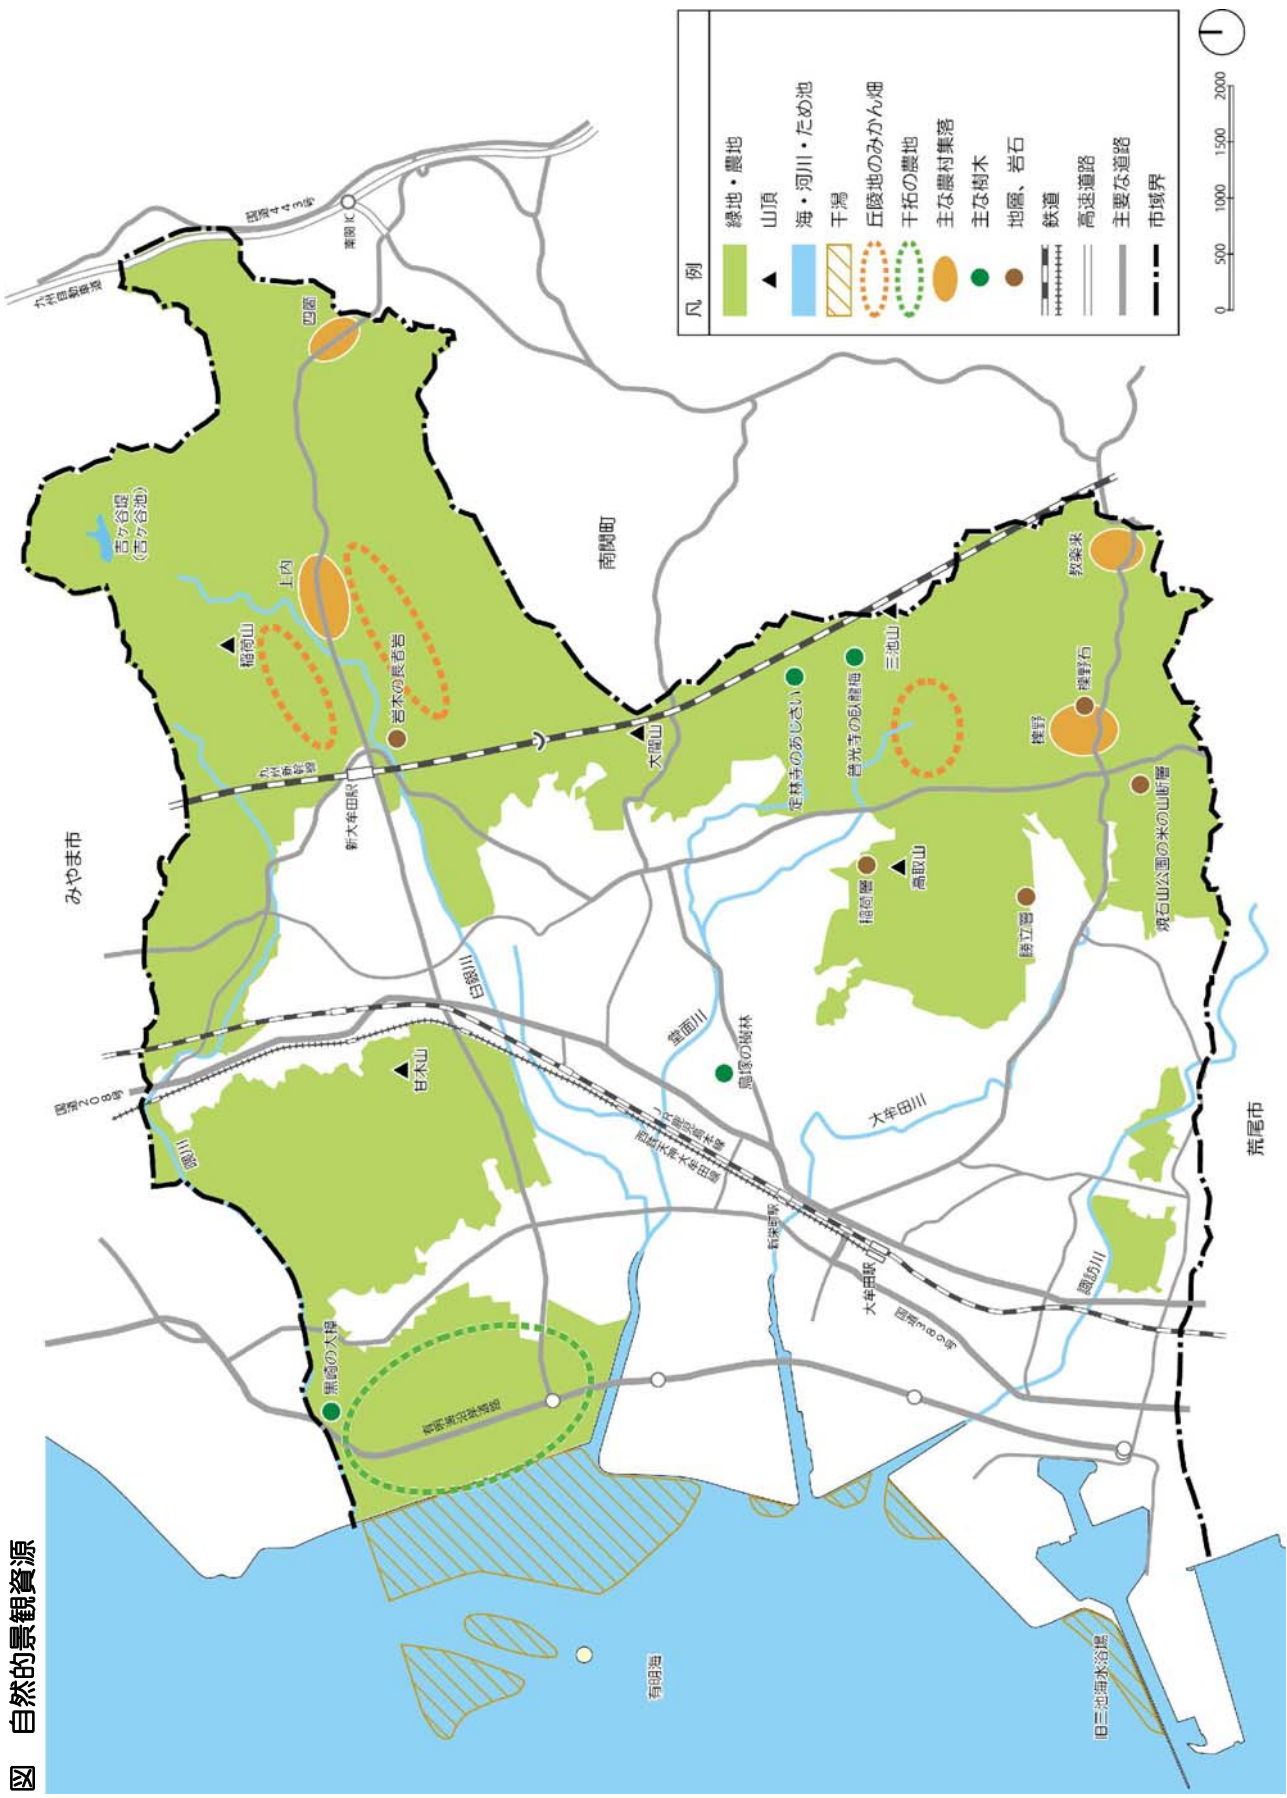 図　自然的景観資源
みやま市
九州自動車道
国道443号
南関IC
四箇
吉ヶ谷堤
(吉ヶ谷池)
上内
稲荷山
岩本の長者岩
九州新幹線
新大牟田駅
南関町
大間山
定林寺のあじさい
普光寺の臥龍梅
三池山
教楽来
櫟野
櫟野石
焼石山公園の米の山断層
稲荷層
高取山
勝立層
国道208号
隈川
甘木山
白銀川
堂面川
鳥塚の樹林
大牟田川
JR鹿児島本線
西鉄天神大牟田線
新栄町駅
大牟田駅
国道389号
諏訪川
荒尾市
黒崎の大樟
有明海沿岸道路
有明海
旧三池海水浴場
凡　例
緑地・農地
山頂
海・河川・ため池
干潟
丘陵地のみかん畑
干拓の農地
主な農村集落
主な樹木
地層、岩石
鉄道
高速道路
主要な道路
市域界
0 500 1000 1500 2000